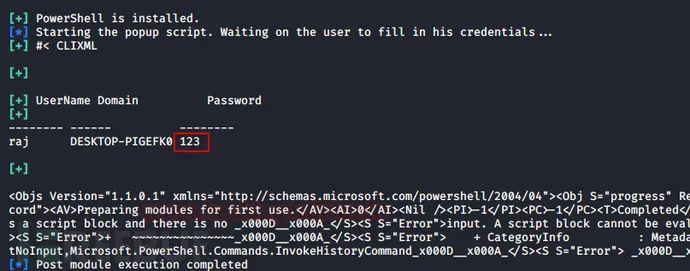 [+] PowerShell is installed.
[*] Starting the popup script. Waiting on the user to fill in his credentials...
[+] #< CLIXML
[+]
[+] UserName Domain Password
[+]
-------- ------ --------
raj DESKTOP-PIGEFK0 123
[+]
<Objs Version="1.1.0.1" xmlns="http://schemas.microsoft.com/powershell/2004/04"><Obj S="progress" Re
cord"><AV>Preparing modules for first use.</AV><AI>0</AI><Nil /><PI>-1</PI><PC>-1</PC><T>Completed</
s a script block and there is no _x000D__x000A_</S><S S="Error">input. A script block cannot be eval
><S S="Error">+ ~~~~~~~~~~~~~~_x000D__x000A_</S><S S="Error"> + CategoryInfo : Metada
tNoInput,Microsoft.PowerShell.Commands.InvokeHistoryCommand_x000D__x000A_</S><S S="Error"> _x000D__x
[*] Post module execution completed